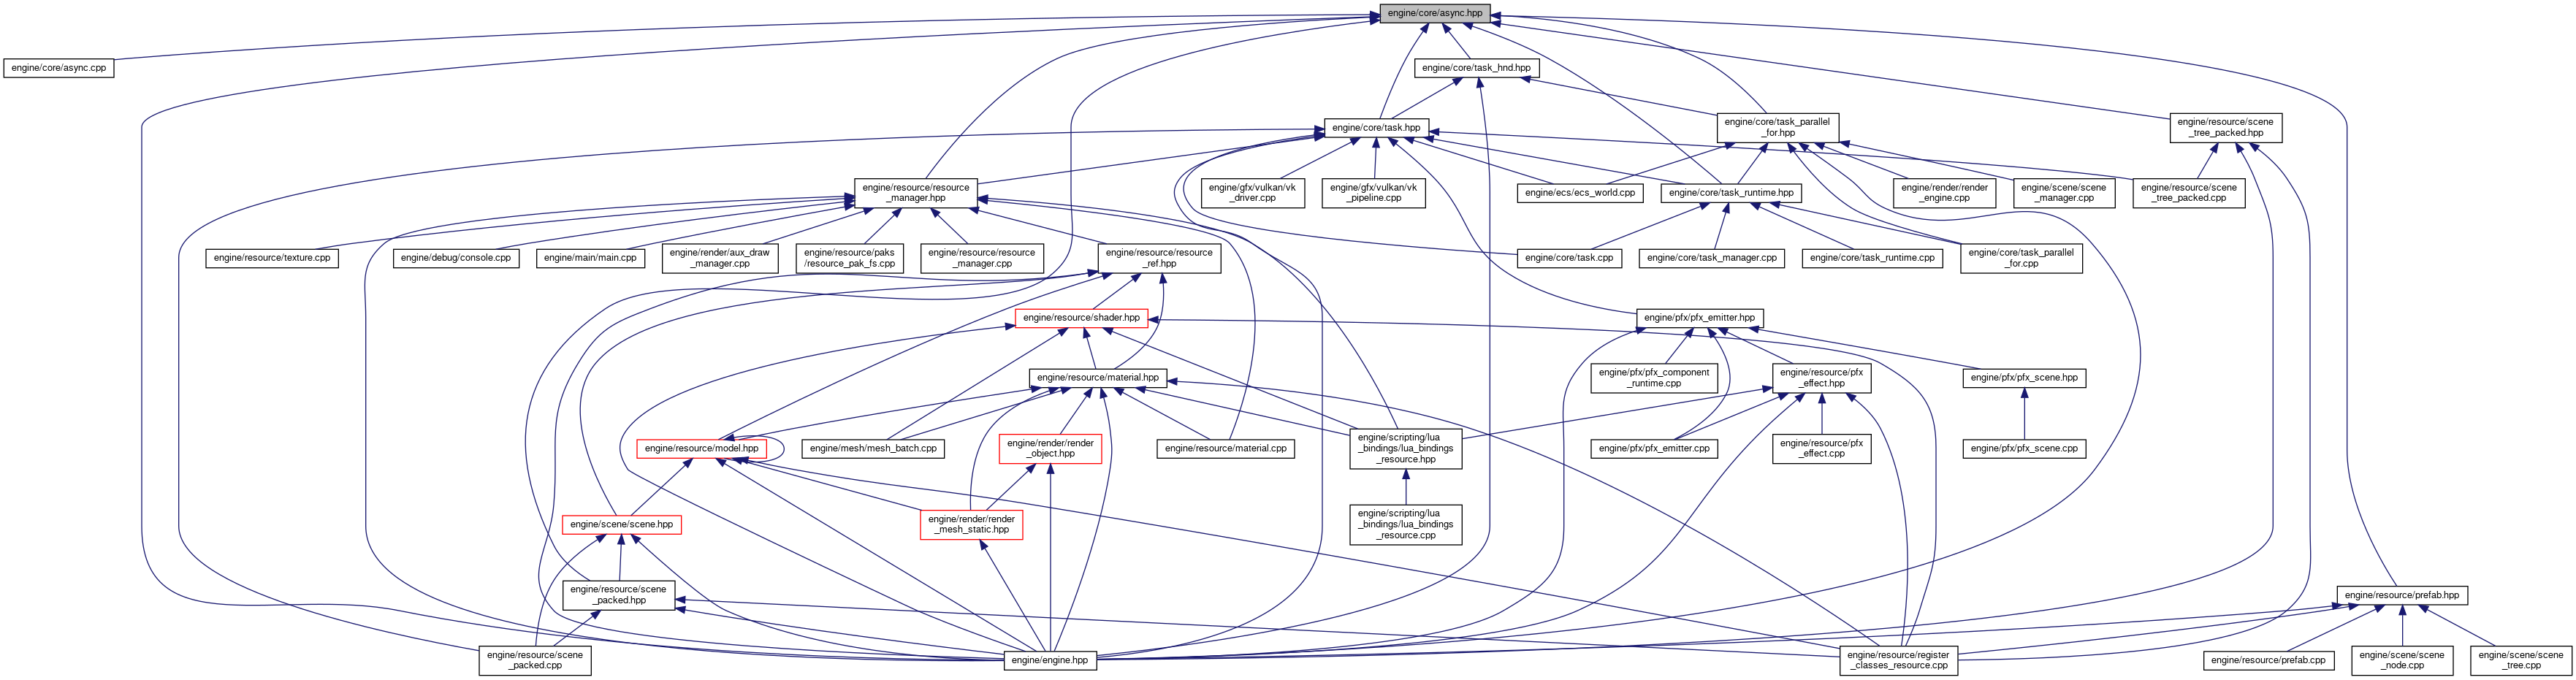 engine/core/async.hpp
engine/core/async.cpp
engine/core/task_hnd.hpp
engine/core/task.hpp
engine/core/task_parallel
_for.hpp
engine/resource/scene
_tree_packed.hpp
engine/resource/resource
_manager.hpp
engine/gfx/vulkan/vk
_driver.cpp
engine/gfx/vulkan/vk
_pipeline.cpp
engine/ecs/ecs_world.cpp
engine/core/task_runtime.hpp
engine/render/render
_engine.cpp
engine/scene/scene
_manager.cpp
engine/resource/scene
_tree_packed.cpp
engine/resource/texture.cpp
engine/debug/console.cpp
engine/main/main.cpp
engine/render/aux_draw
_manager.cpp
engine/resource/paks
/resource_pak_fs.cpp
engine/resource/resource
_manager.cpp
engine/resource/resource
_ref.hpp
engine/core/task.cpp
engine/core/task_manager.cpp
engine/core/task_runtime.cpp
engine/core/task_parallel
_for.cpp
engine/resource/shader.hpp
engine/pfx/pfx_emitter.hpp
engine/resource/material.hpp
engine/pfx/pfx_component
_runtime.cpp
engine/resource/pfx
_effect.hpp
engine/pfx/pfx_scene.hpp
engine/resource/model.hpp
engine/mesh/mesh_batch.cpp
engine/render/render
_object.hpp
engine/resource/material.cpp
engine/scripting/lua
_bindings/lua_bindings
_resource.hpp
engine/pfx/pfx_emitter.cpp
engine/resource/pfx
_effect.cpp
engine/pfx/pfx_scene.cpp
engine/scene/scene.hpp
engine/render/render
_mesh_static.hpp
engine/scripting/lua
_bindings/lua_bindings
_resource.cpp
engine/resource/scene
_packed.hpp
engine/resource/prefab.hpp
engine/resource/scene
_packed.cpp
engine/engine.hpp
engine/resource/register
_classes_resource.cpp
engine/resource/prefab.cpp
engine/scene/scene
_node.cpp
engine/scene/scene
_tree.cpp